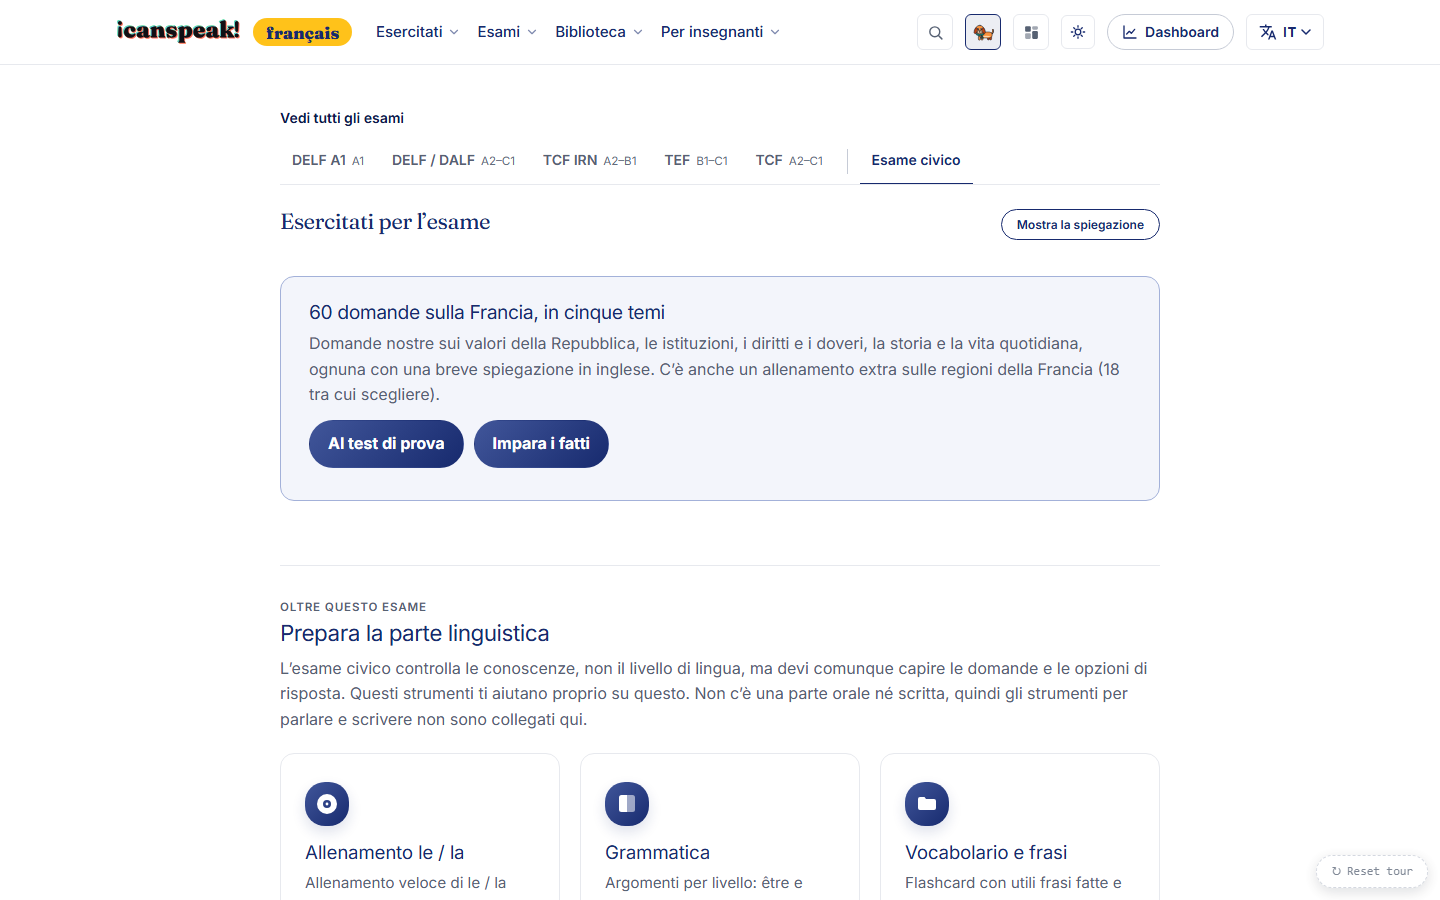 icanspeak!
français
Esercitati
Esami
Biblioteca
Per insegnanti
Dashboard
IT
Vedi tutti gli esami
DELF A1 A1
DELF / DALF A2–C1
TCF IRN A2–B1
TEF B1–C1
TCF A2–C1
Esame civico
Esercitati per l’esame
Mostra la spiegazione
60 domande sulla Francia, in cinque temi
Domande nostre sui valori della Repubblica, le istituzioni, i diritti e i doveri, la storia e la vita quotidiana,
ognuna con una breve spiegazione in inglese. C’è anche un allenamento extra sulle regioni della Francia (18
tra cui scegliere).
Al test di prova
Impara i fatti
OLTRE QUESTO ESAME
Prepara la parte linguistica
L’esame civico controlla le conoscenze, non il livello di lingua, ma devi comunque capire le domande e le opzioni di
risposta. Questi strumenti ti aiutano proprio su questo. Non c’è una parte orale né scritta, quindi gli strumenti per
parlare e scrivere non sono collegati qui.
Allenamento le / la
Allenamento veloce di le / la
Grammatica
Argomenti per livello: être e
Vocabolario e frasi
Flashcard con utili frasi fatte e
↻ Reset tour